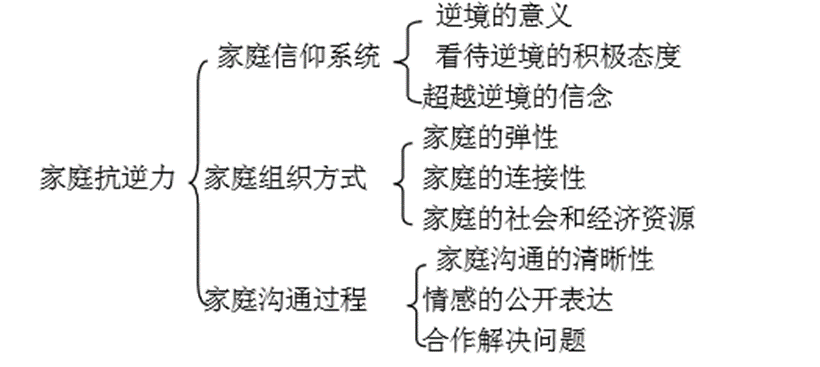 逆境的意义
家庭信仰系统
看待逆境的积极态度
超越逆境的信念
家庭的弹性
家庭抗逆力
家庭组织方式
家庭的连接性
家庭的社会和经济资源
家庭沟通的清晰性
家庭沟通过程
情感的公开表达
合作解决问题